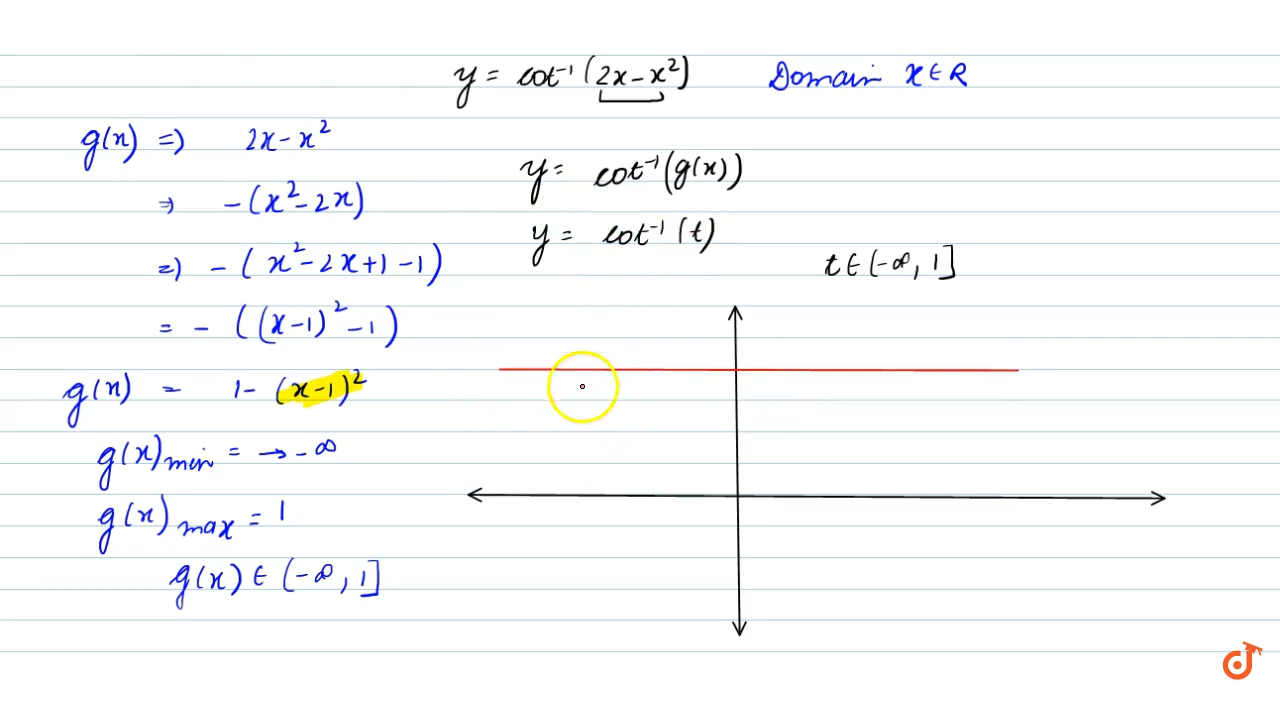 y = cot⁻¹(2x-x²) Domain x∈R
g(x) => 2x-x²
=> -(x²-2x)
=> -(x²-2x+1-1)
= -((x-1)²-1)
g(x) = 1-(x-1)²
g(x) min = → -∞
g(x) max = 1
g(x) ∈ (-∞, 1]
y = cot⁻¹(g(x))
y = cot⁻¹(t)
t∈(-∞, 1]